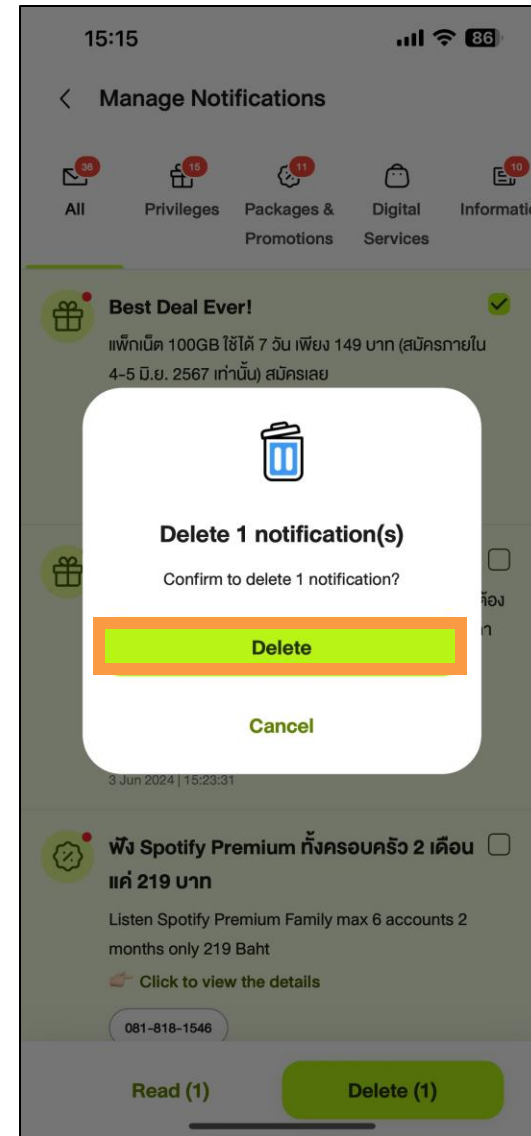 15:15
86
Manage Notifications
36
15
11
10
All
Privileges
Packages &
Promotions
Digital
Services
Informatio
Best Deal Ever!
แพ็กเน็ต 100GB ใช้ได้ 7 วัน เพียง 149 บาท (สมัครภายใน
4-5 มิ.ย. 2567 เท่านั้น) สมัครเลย
Delete 1 notification(s)
Confirm to delete 1 notification?
Delete
Cancel
3 Jun 2024 | 15:23:31
ฟัง Spotify Premium ทั้งครอบครัว 2 เดือน
แค่ 219 บาท
Listen Spotify Premium Family max 6 accounts 2
months only 219 Baht
Click to view the details
081-818-1546
Read (1)
Delete (1)